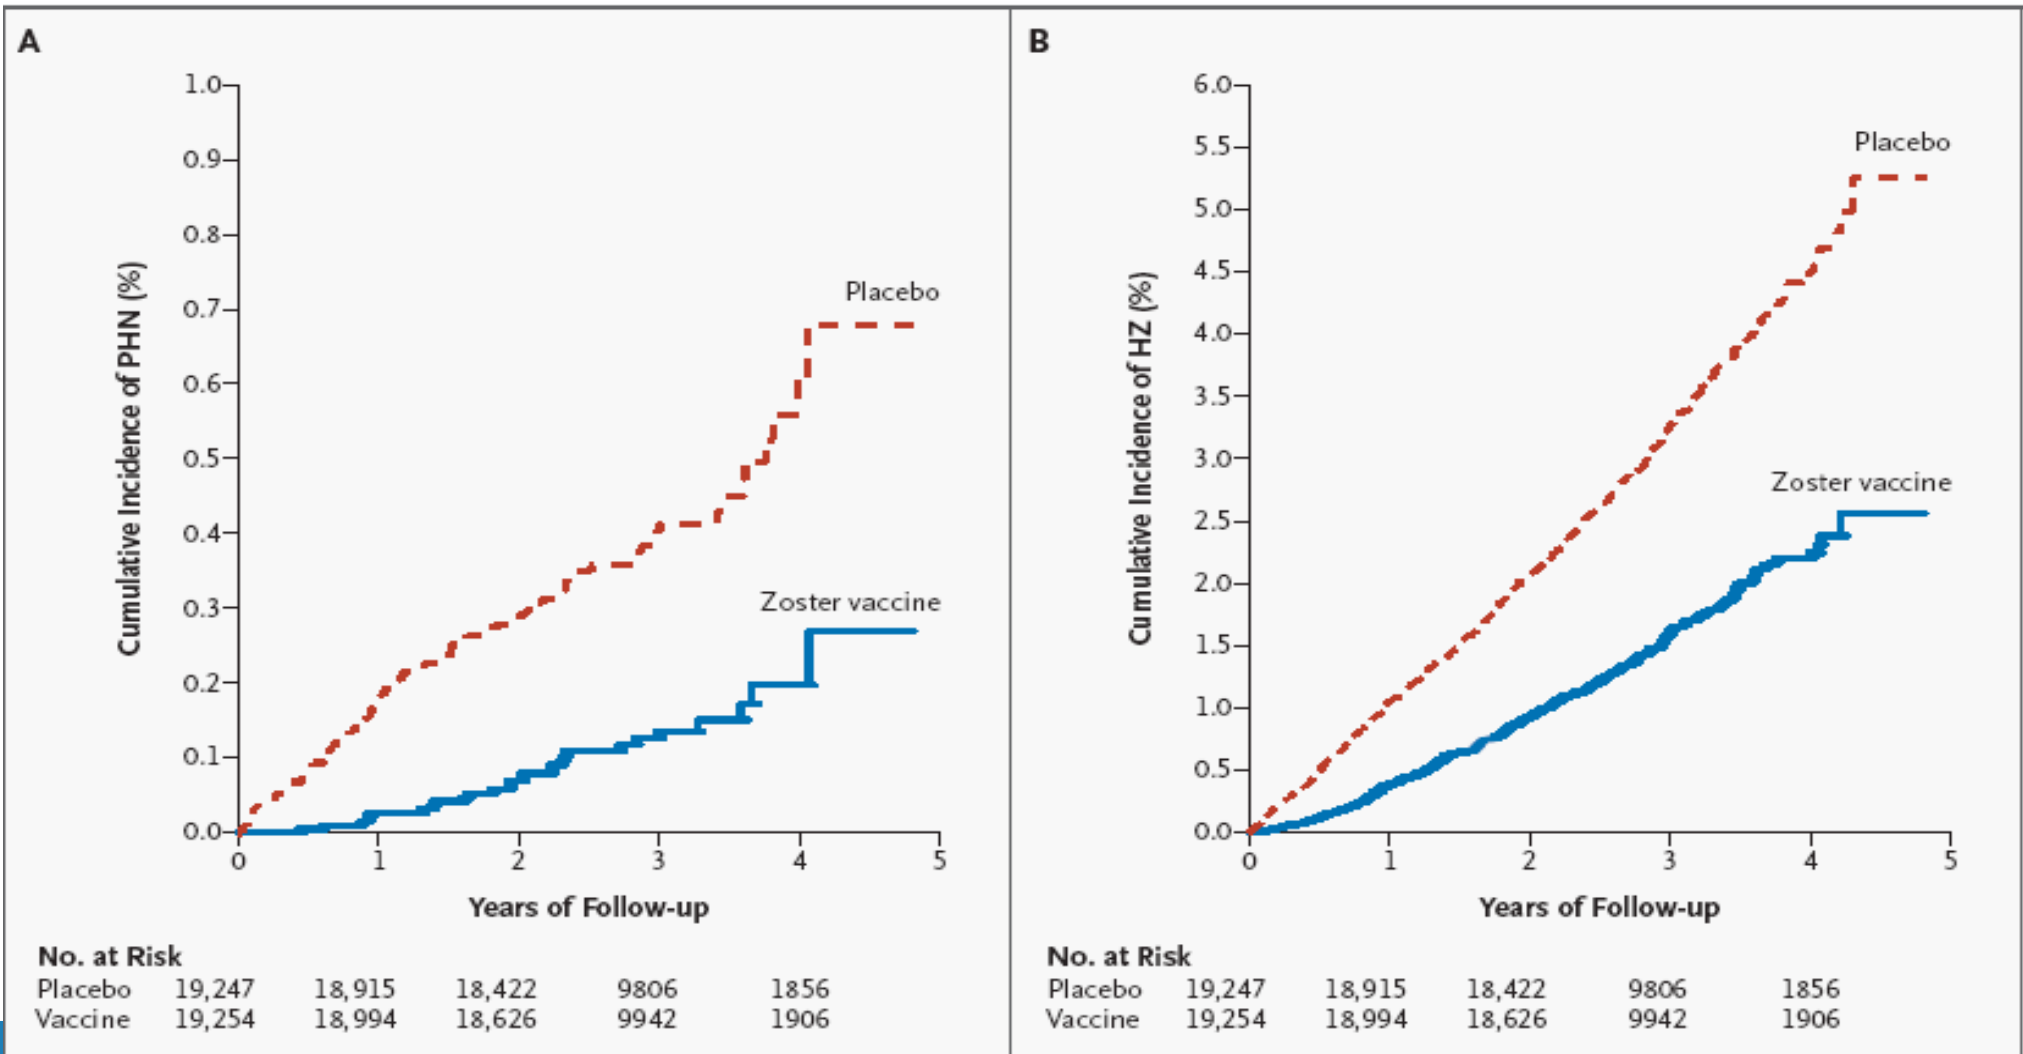 A
1.0
0.9
0.8
0.7
0.6
0.5
0.4
0.3
0.2
0.1
0.0
Cumulative Incidence of PHN (%)
Placebo
Zoster vaccine
0 1 2 3 4 5
Years of Follow-up
No. at Risk
Placebo 19,247 18,915 18,422 9806 1856
Vaccine 19,254 18,994 18,626 9942 1906
B
6.0
5.5
5.0
4.5
4.0
3.5
3.0
2.5
2.0
1.5
1.0
0.5
0.0
Cumulative Incidence of HZ (%)
Placebo
Zoster vaccine
0 1 2 3 4 5
Years of Follow-up
No. at Risk
Placebo 19,247 18,915 18,422 9806 1856
Vaccine 19,254 18,994 18,626 9942 1906